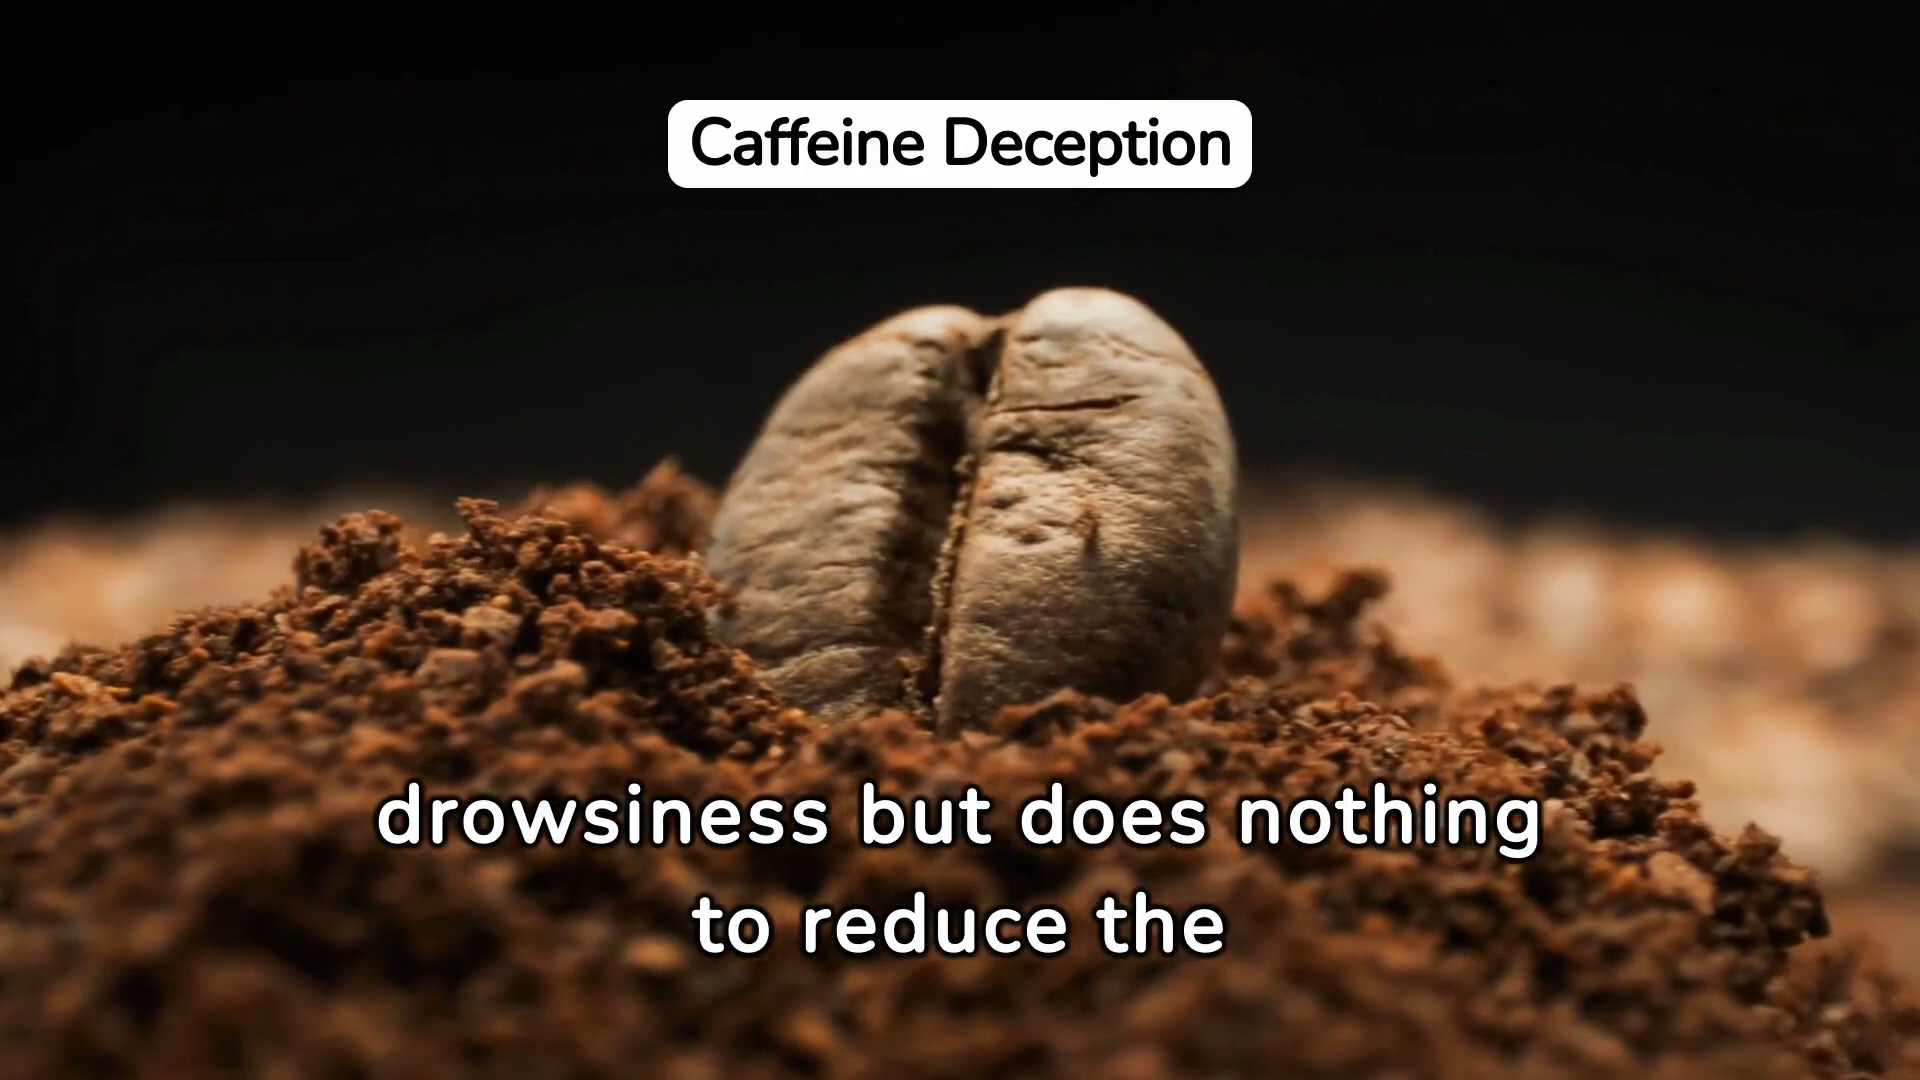 Caffeine Deception
drowsiness but does nothing
to reduce the